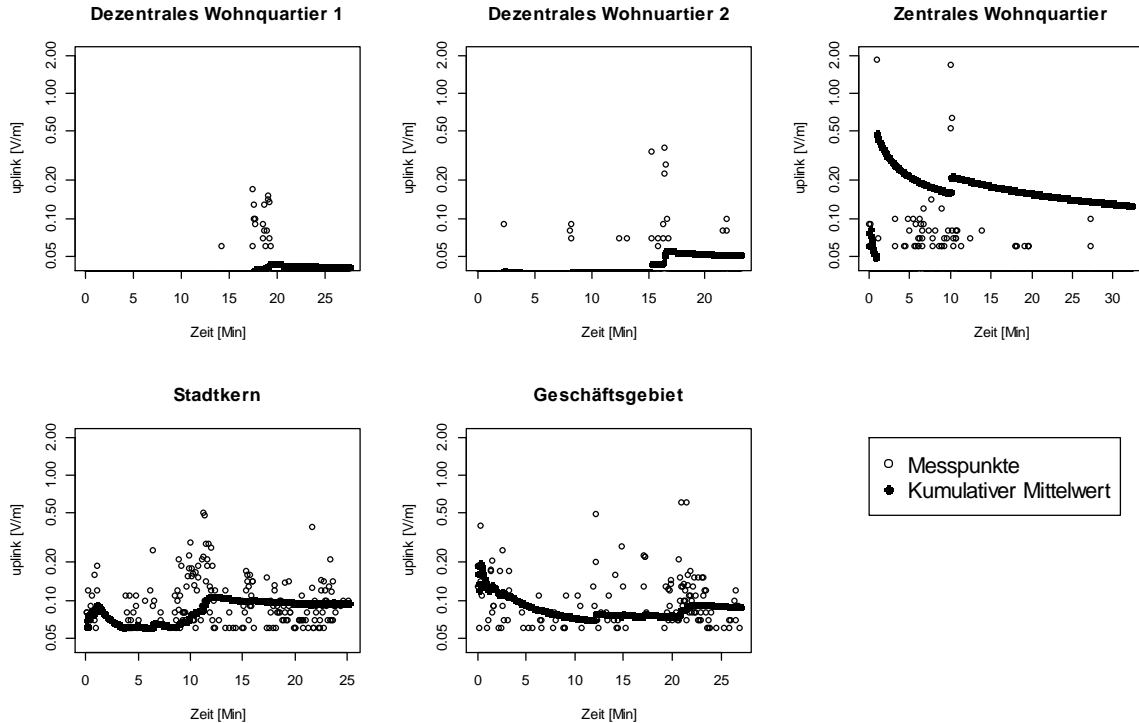 Dezentrales Wohnquartier 1
uplink [V/m]
2.00
1.00
0.50
0.20
0.10
0.05
0 5 10 15 20 25
Zeit [Min]
Dezentrales Wohnuartier 2
uplink [V/m]
2.00
1.00
0.50
0.20
0.10
0.05
0 5 10 15 20
Zeit [Min]
Zentrales Wohnquartier
uplink [V/m]
2.00
1.00
0.50
0.20
0.10
0.05
0 5 10 15 20 25 30
Zeit [Min]
Stadtkern
uplink [V/m]
2.00
1.00
0.50
0.20
0.10
0.05
0 5 10 15 20 25
Zeit [Min]
Geschäftsgebiet
uplink [V/m]
2.00
1.00
0.50
0.20
0.10
0.05
0 5 10 15 20 25
Zeit [Min]
Messpunkte
Kumulativer Mittelwert